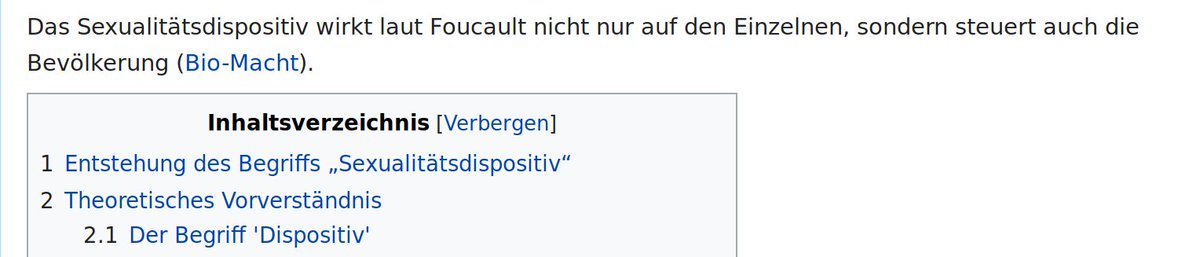 Das Sexualitätsdispositiv wirkt laut Foucault nicht nur auf den Einzelnen, sondern steuert auch die
Bevölkerung (Bio-Macht).
Inhaltsverzeichnis [Verbergen]
1 Entstehung des Begriffs „Sexualitätsdispositiv“
2 Theoretisches Vorverständnis
2.1 Der Begriff 'Dispositiv'